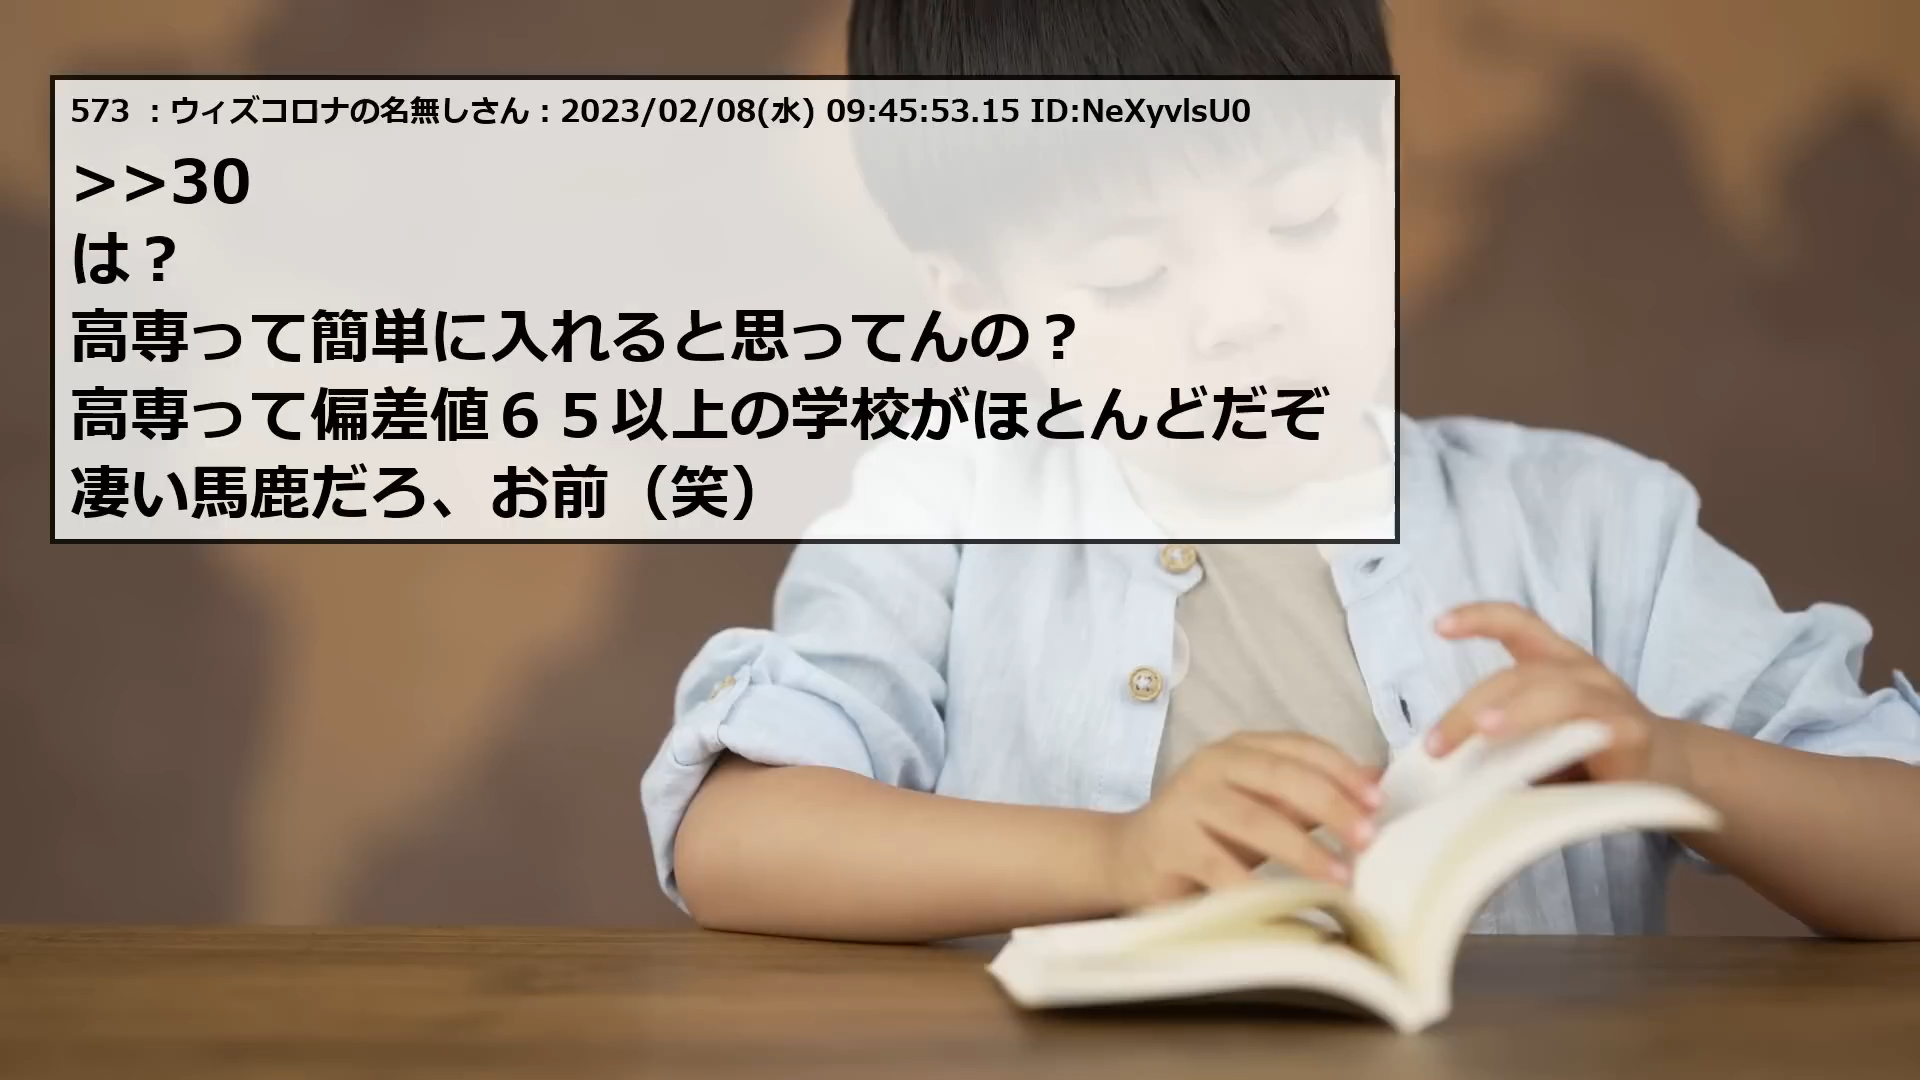 573 ：ウィズコロナの名無しさん：2023/02/08(水) 09:45:53.15 ID:NeXyvlsU0
>>30
は？
高専って簡単に入れると思ってんの？
高専って偏差値６５以上の学校がほとんどだぞ
凄い馬鹿だろ、お前（笑）